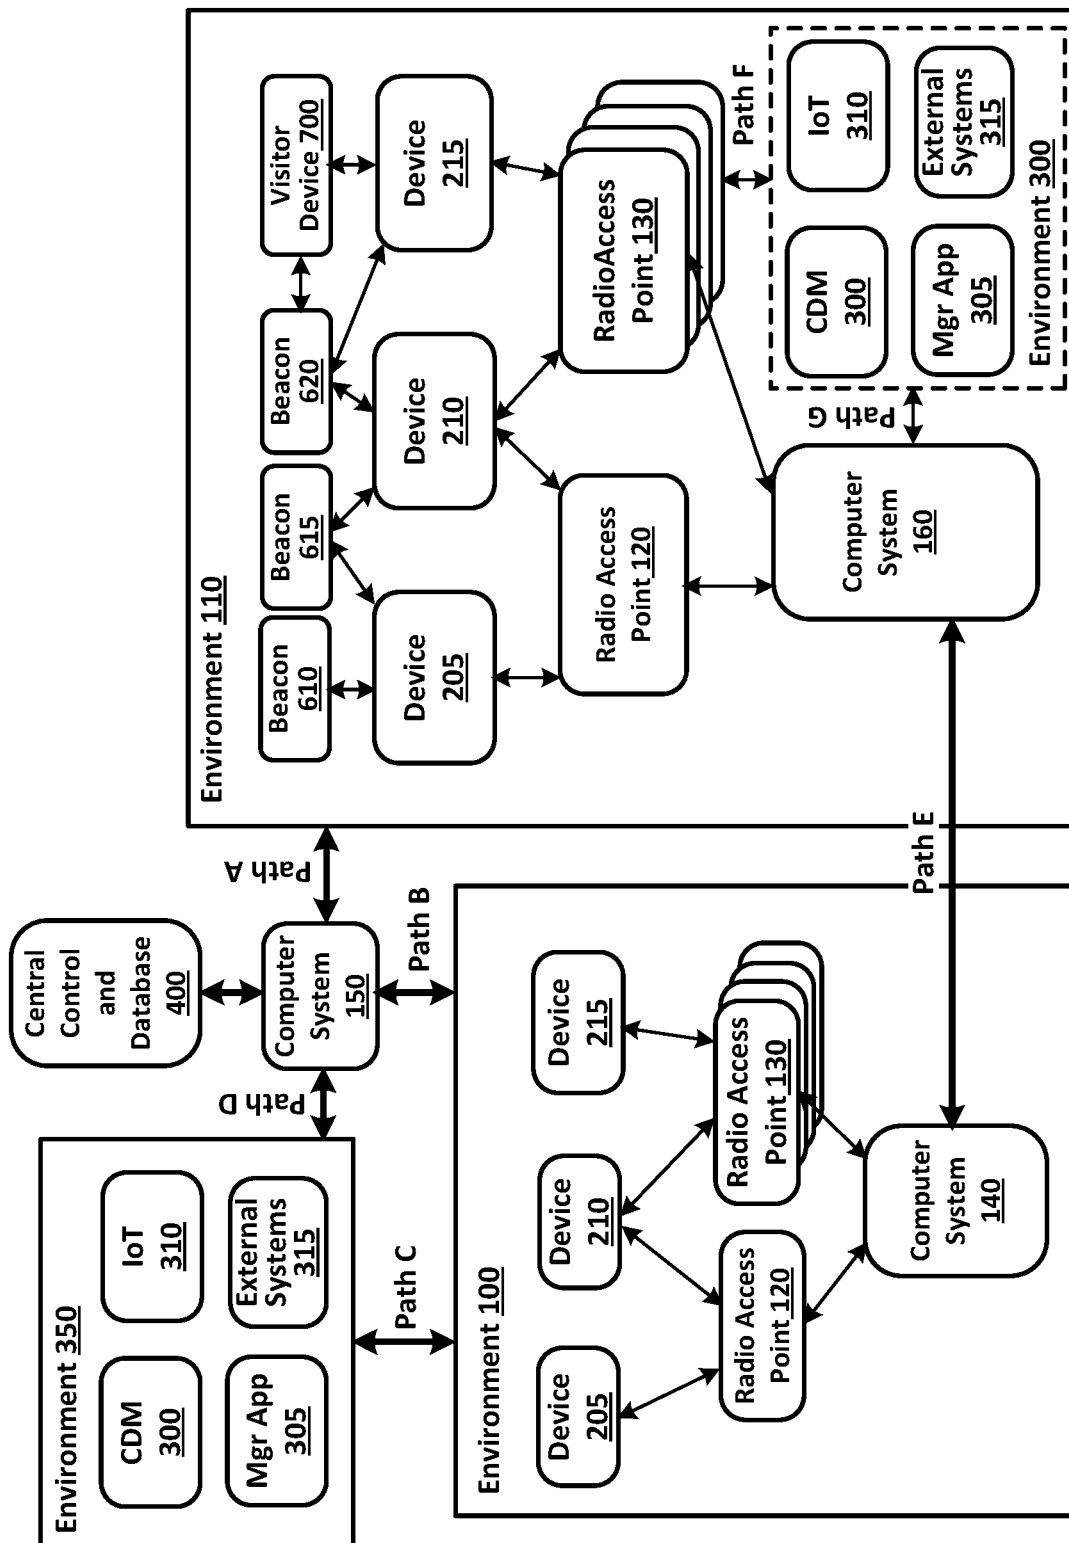 Environment 350
CDM
300
IoT
310
Mgr App
305
External
Systems
315
Path D
Path C
Central
Control
and
Database
400
Computer
System
150
Path A
Path B
Environment 100
Device
205
Device
210
Device
215
Radio Access
Point 120
Radio Access
Point 130
Computer
System
140
Path E
Environment 110
Beacon
610
Beacon
615
Beacon
620
Visitor
Device 700
Device
205
Device
210
Device
215
Radio Access
Point 120
RadioAccess
Point 130
Computer
System
160
Path F
Path G
CDM
300
IoT
310
Mgr App
305
External
Systems
315
Environment 300